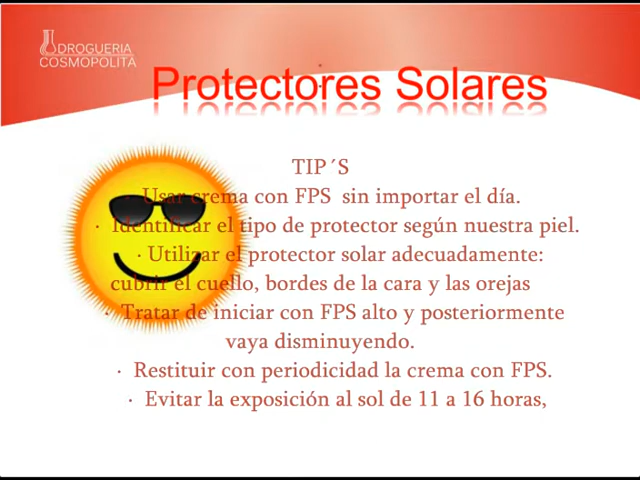 DROGUERIA
COSMOPOLITA
Protectores Solares
TIP´S
· Usar crema con FPS sin importar el día.
· Identificar el tipo de protector según nuestra piel.
· Utilizar el protector solar adecuadamente:
cubrir el cuello, bordes de la cara y las orejas
· Tratar de iniciar con FPS alto y posteriormente
vaya disminuyendo.
· Restituir con periodicidad la crema con FPS.
· Evitar la exposición al sol de 11 a 16 horas,